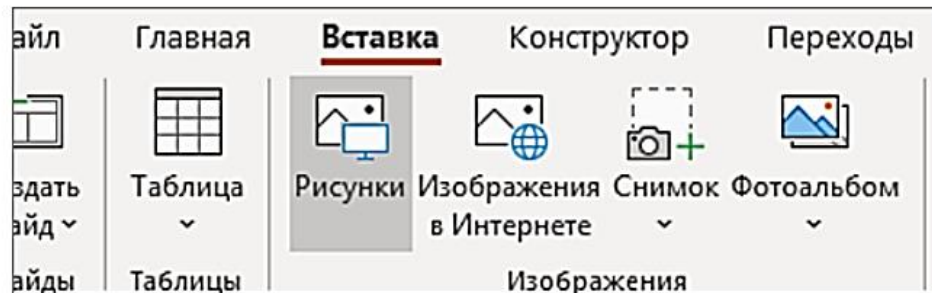 айл Главная Вставка Конструктор Переходы
здать Таблица Рисунки Изображения Снимок Фотоальбом
айд в Интернете
айды Таблицы Изображения